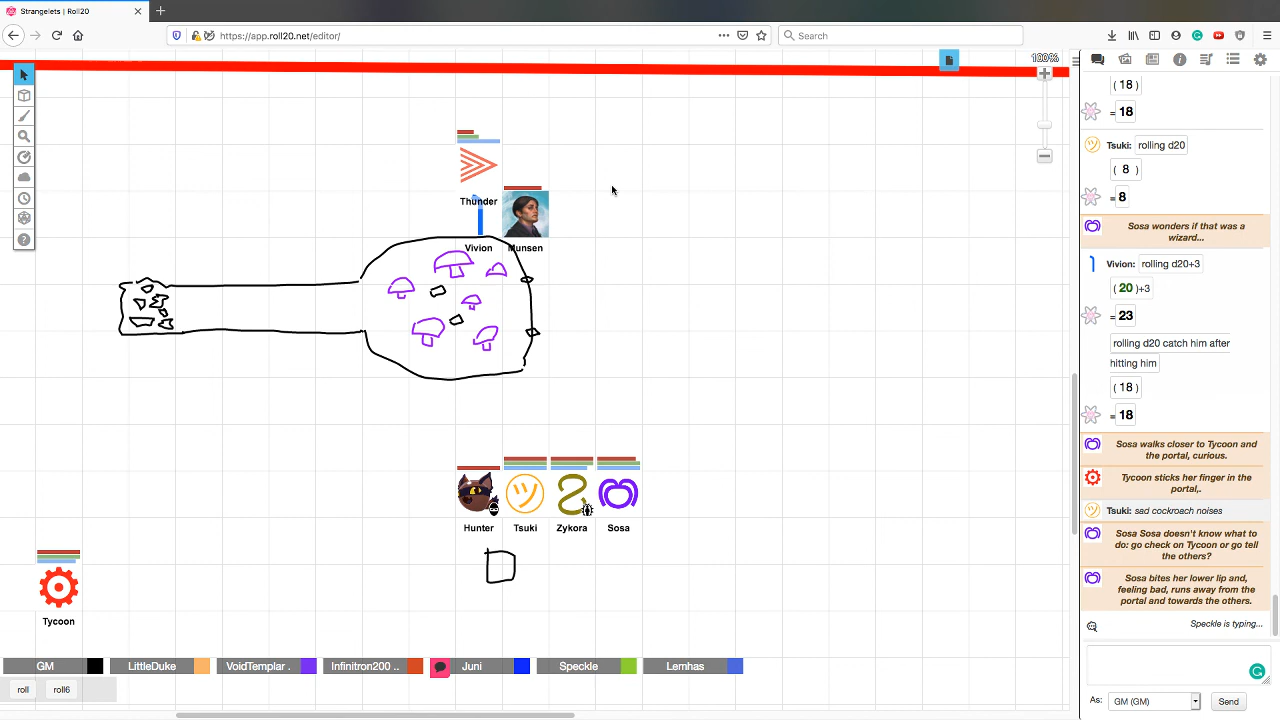 Strangelets | Roll20
https://app.roll20.net/editor/
Search
100%
Thunder
Vivion
Munsen
Hunter
Tsuki
Zykora
Sosa
ツ
Tycoon
GM
LittleDuke
VoidTemplar .
Infinitron200 ..
Juni
Speckle
Lemhas
roll
roll6
( 18 )
= 18
Tsuki: rolling d20
( 8 )
= 8
Sosa wonders if that was a
wizard...
Vivion: rolling d20+3
( 20 )+3
= 23
rolling d20 catch him after
hitting him
( 18 )
= 18
Sosa walks closer to Tycoon and
the portal, curious.
Tycoon sticks her finger in the
portal,.
Tsuki: sad cockroach noises
Sosa Sosa doesn't know what to
do: go check on Tycoon or go tell
the others?
Sosa bites her lower lip and,
feeling bad, runs away from the
portal and towards the others.
Speckle is typing...
As:
GM (GM)
Send